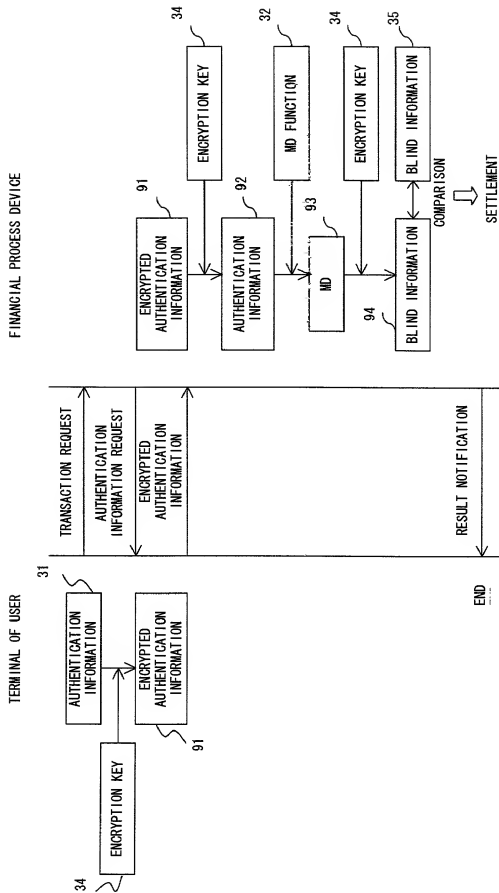 TERMINAL OF USER
FINANCIAL PROCESS DEVICE
31
AUTHENTICATION
INFORMATION
34
ENCRYPTION KEY
ENCRYPTED
AUTHENTICATION
INFORMATION
91
TRANSACTION REQUEST
AUTHENTICATION
INFORMATION REQUEST
ENCRYPTED
AUTHENTICATION
INFORMATION
RESULT NOTIFICATION
END
91
ENCRYPTED
AUTHENTICATION
INFORMATION
34
ENCRYPTION KEY
92
AUTHENTICATION
INFORMATION
32
MD FUNCTION
93
MD
34
ENCRYPTION KEY
94
BLIND INFORMATION
35
BLIND INFORMATION
COMPARISON
SETTLEMENT